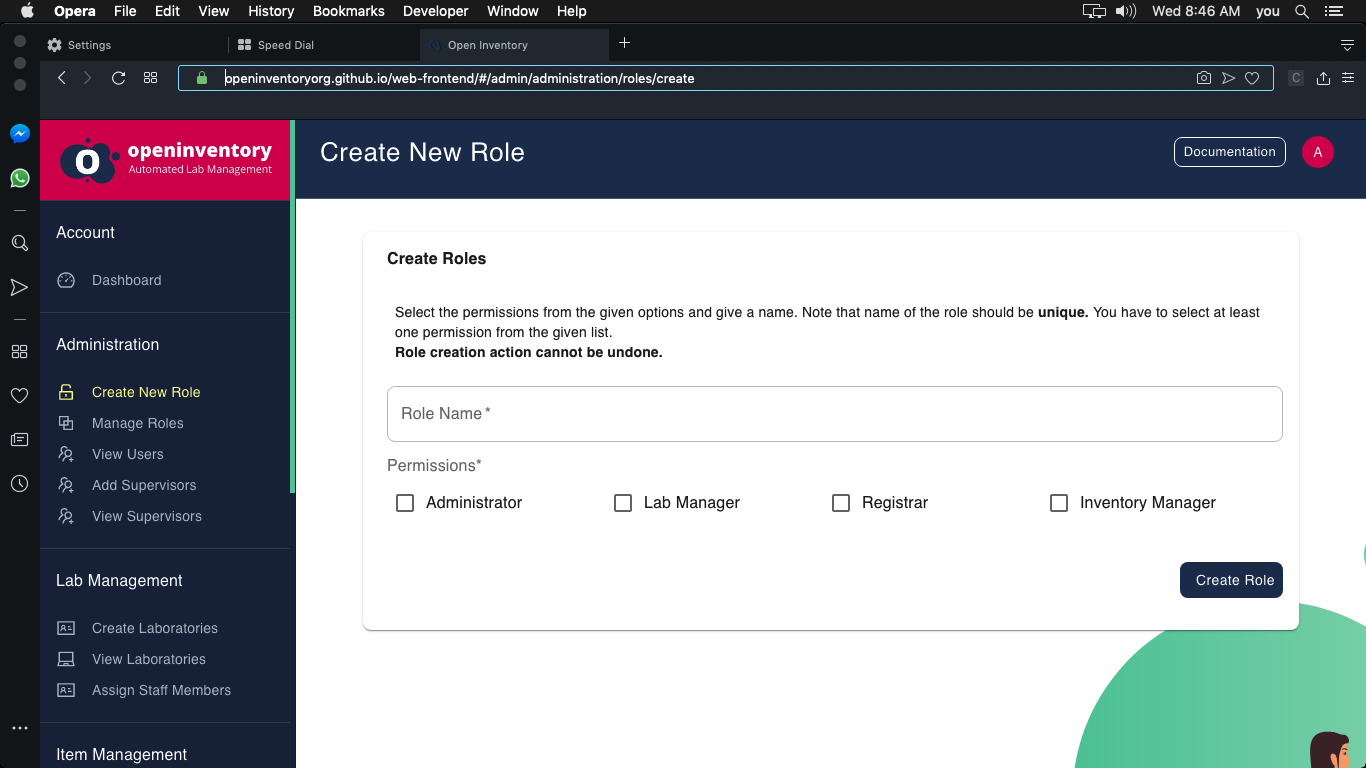 Opera File Edit View History Bookmarks Developer Window Help Wed 8:46 AM you
Settings Speed Dial Open Inventory
openinventoryorg.github.io/web-frontend/#/admin/administration/roles/create
C
openinventory
Automated Lab Management
Create New Role
Documentation
A
Account
Dashboard
Administration
Create New Role
Manage Roles
View Users
Add Supervisors
View Supervisors
Lab Management
Create Laboratories
View Laboratories
Assign Staff Members
Item Management
Create Roles
Select the permissions from the given options and give a name. Note that name of the role should be unique. You have to select at least
one permission from the given list.
Role creation action cannot be undone.
Role Name *
Permissions*
Administrator Lab Manager Registrar Inventory Manager
Create Role